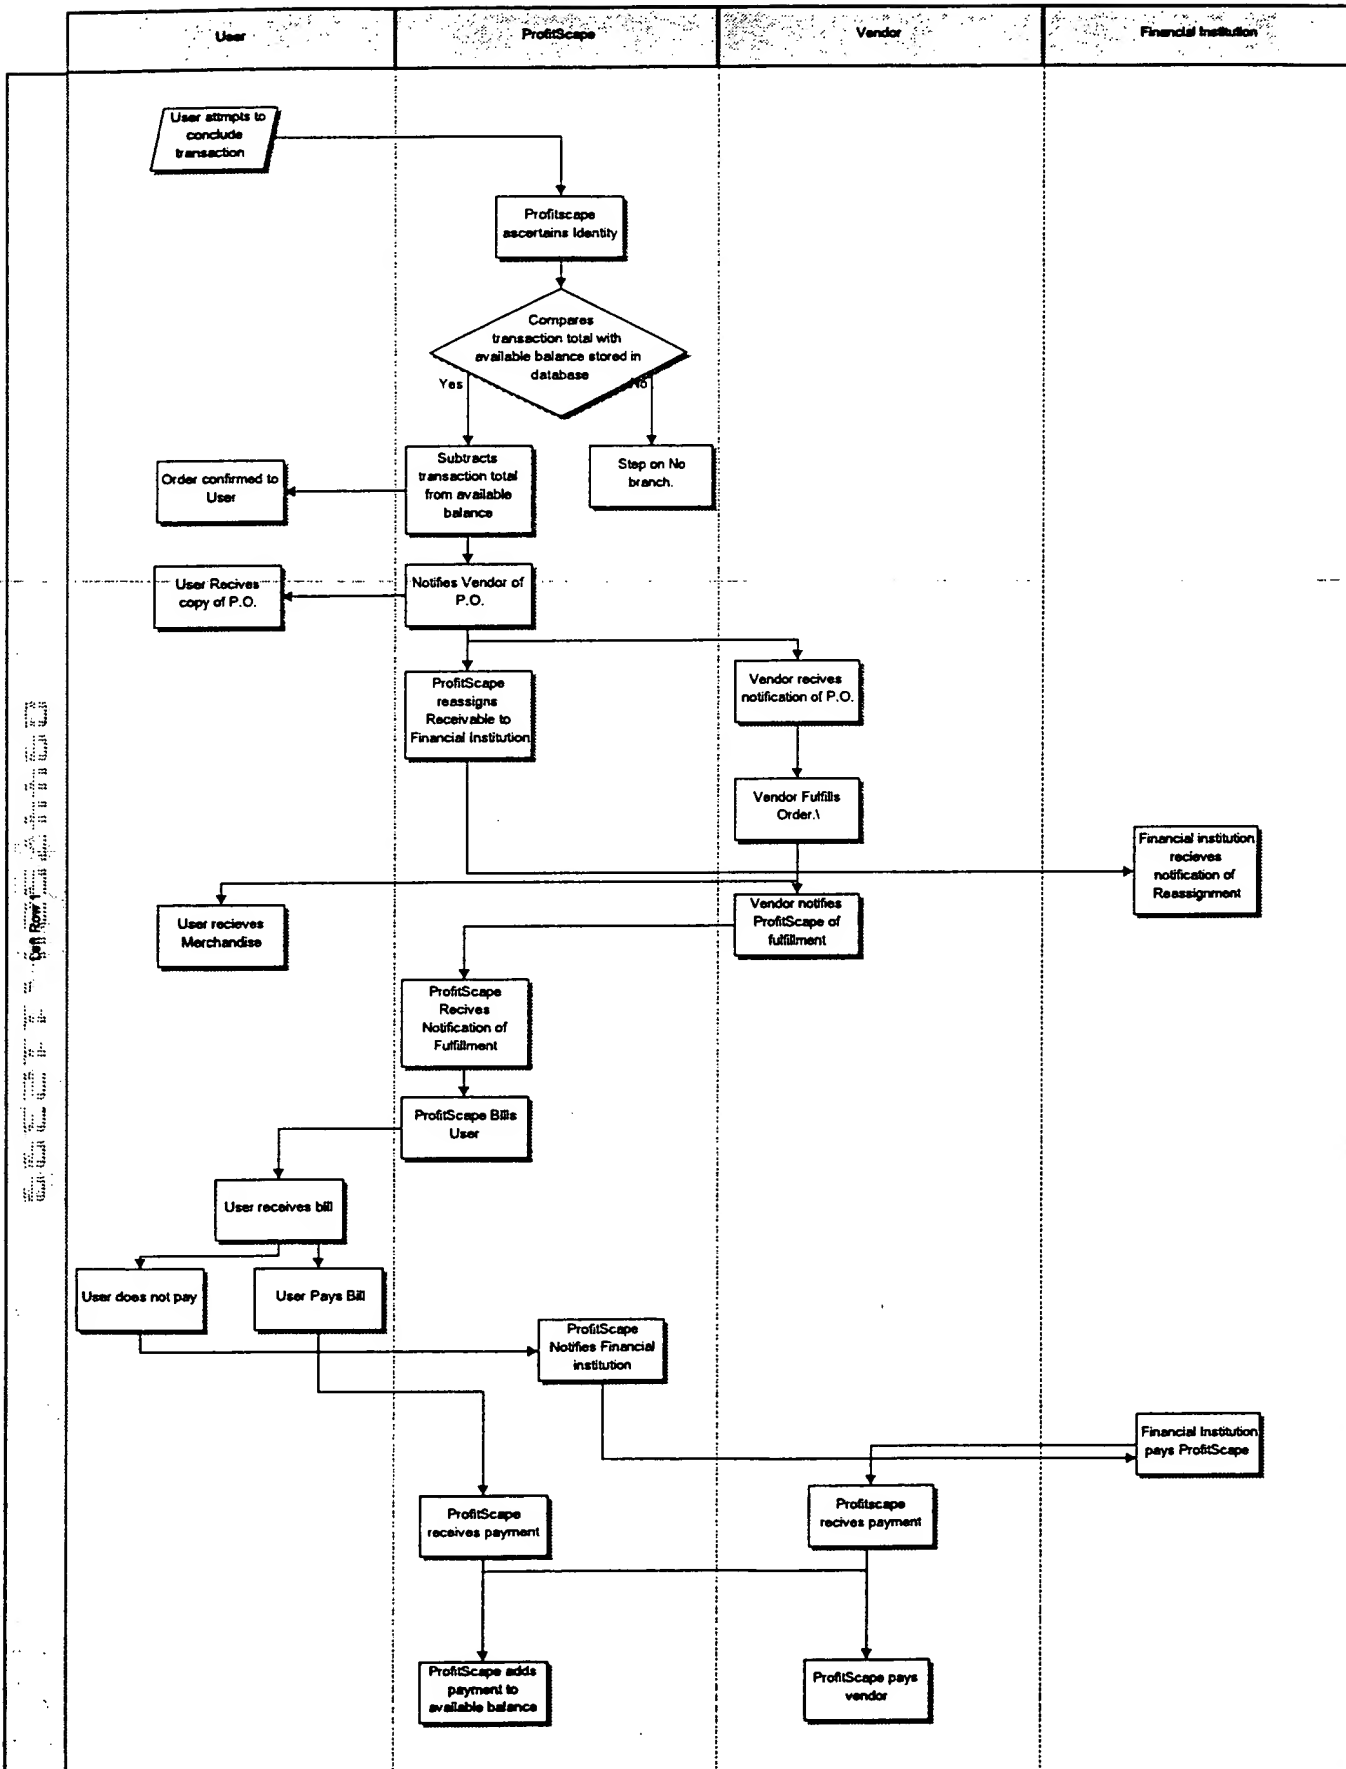 User
ProfitScape
Vendor
Financial Institution
User attmpts to
conclude
transaction
Profitscape
ascertains Identity
Compares
transaction total with
available balance stored in
database
Yes
No
Subtracts
transaction total
from available
balance
Step on No
branch.
Order confirmed to
User
User Recives
copy of P.O.
Notifies Vendor of
P.O.
ProfitScape
reassigns
Receivable to
Financial Institution
Vendor recives
notification of P.O.
Vendor Fulfills
Order.\
Financial institution
recieves
notification of
Reassignment
User recieves
Merchandise
Vendor notifies
ProfitScape of
fulfillment
ProfitScape
Recives
Notification of
Fulfillment
ProfitScape Bills
User
User receives bill
User does not pay
User Pays Bill
ProfitScape
Notifies Financial
institution
Financial Institution
pays ProfitScape
ProfitScape
receives payment
Profitscape
recives payment
ProfitScape adds
payment to
available balance
ProfitScape pays
vendor
Row 1